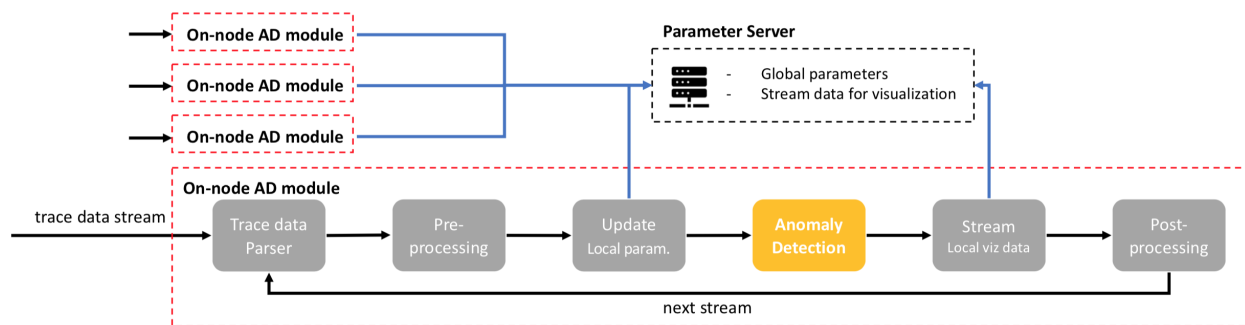 On-node AD module
On-node AD module
On-node AD module
Parameter Server
- Global parameters
- Stream data for visualization
On-node AD module
trace data stream
Trace data
Parser
Pre-
processing
Update
Local param.
Anomaly
Detection
Stream
Local viz data
Post-
processing
next stream